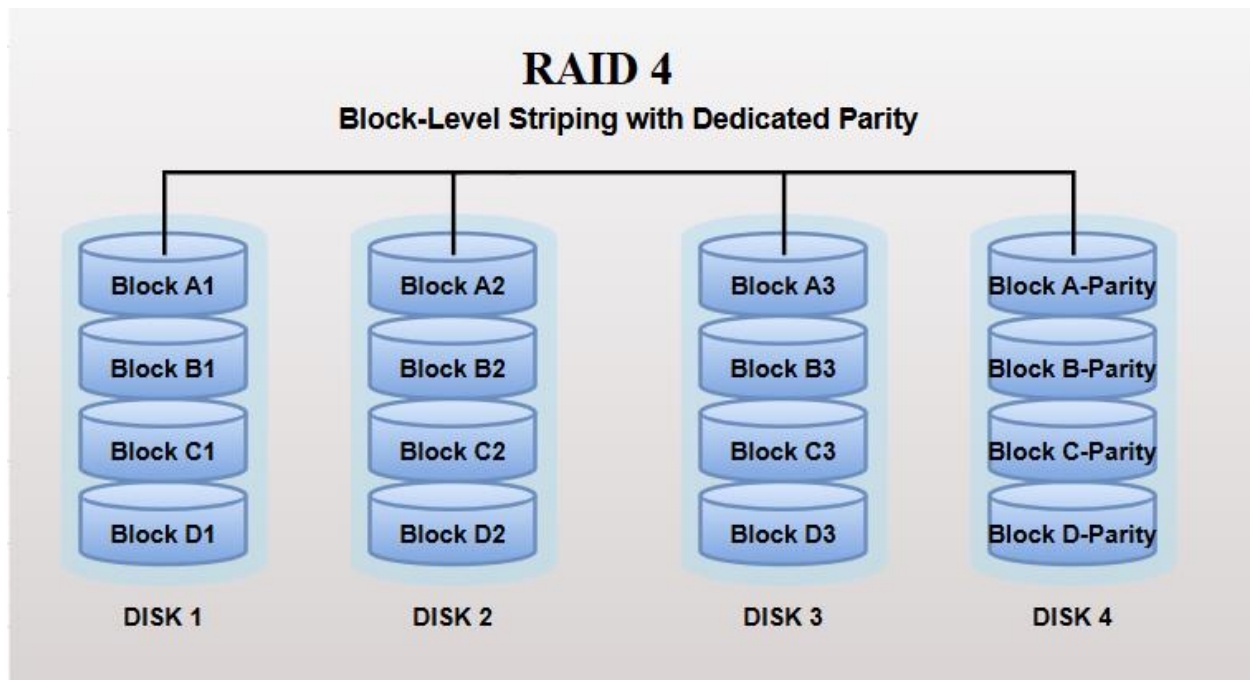 RAID 4
Block-Level Striping with Dedicated Parity
Block A1
Block A2
Block A3
Block A-Parity
Block B1
Block B2
Block B3
Block B-Parity
Block C1
Block C2
Block C3
Block C-Parity
Block D1
Block D2
Block D3
Block D-Parity
DISK 1
DISK 2
DISK 3
DISK 4